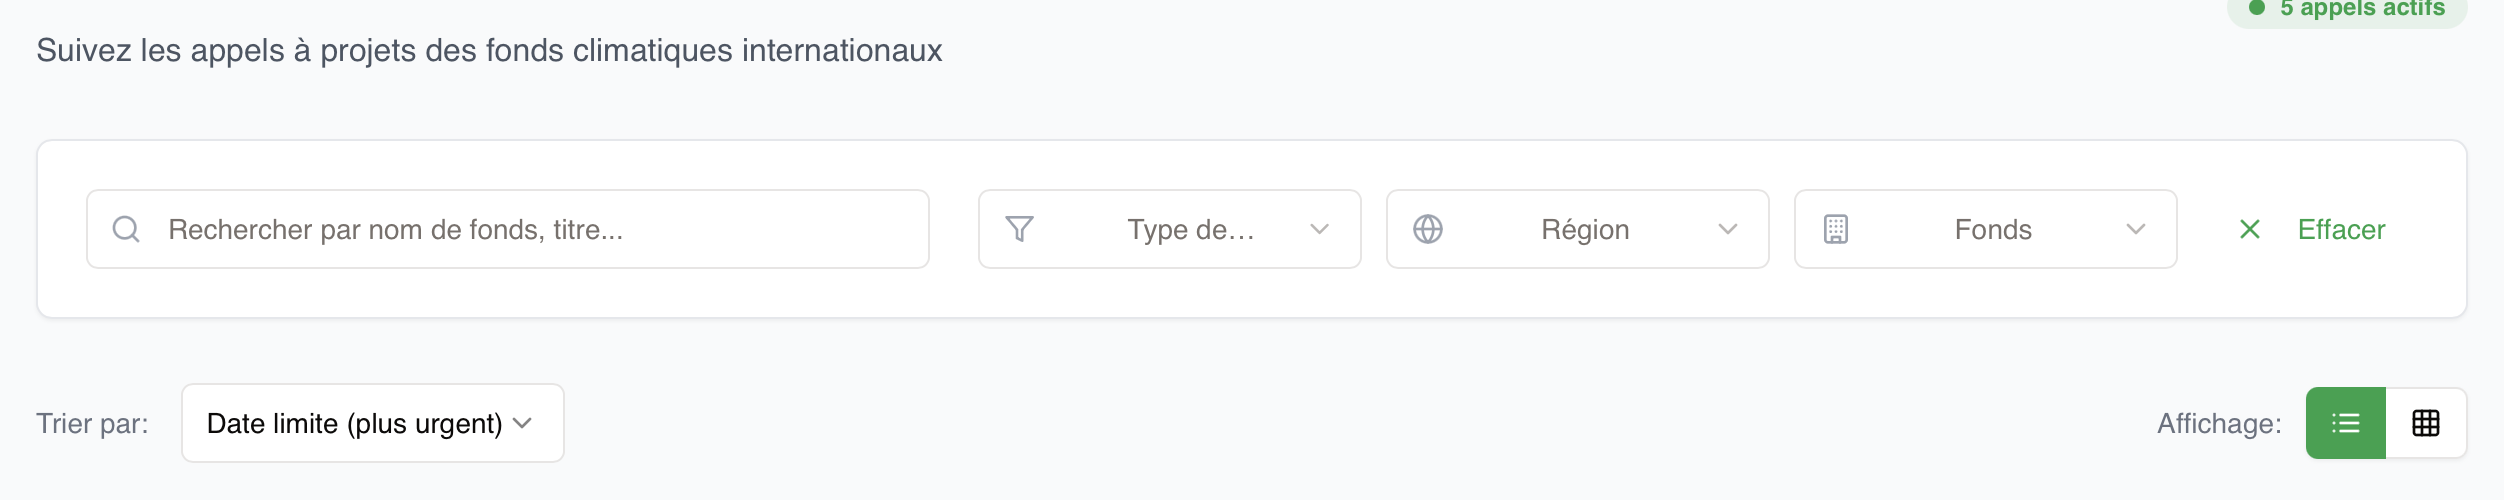 5 appels actifs
Suivez les appels à projets des fonds climatiques internationaux
Rechercher par nom de fonds, titre...
Type de...
Région
Fonds
Effacer
Trier par:
Date limite (plus urgent)
Affichage: